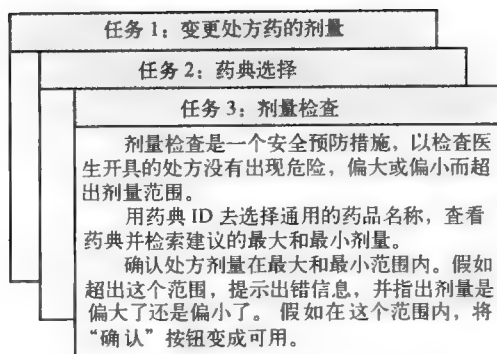 任务 1：变更处方药的剂量
任务 2：药典选择
任务 3：剂量检查
剂量检查是一个安全预防措施，以检查医
生开具的处方没有出现危险，偏大或偏小而超
出剂量范围。
用药典 ID 去选择通用的药品名称，查看
药典并检索建议的最大和最小剂量。
确认处方剂量在最大和最小范围内。假如
超出这个范围，提示出错信息，并指出剂量是
偏大了还是偏小了。 假如在这个范围内，将
“确认”按钮变成可用。